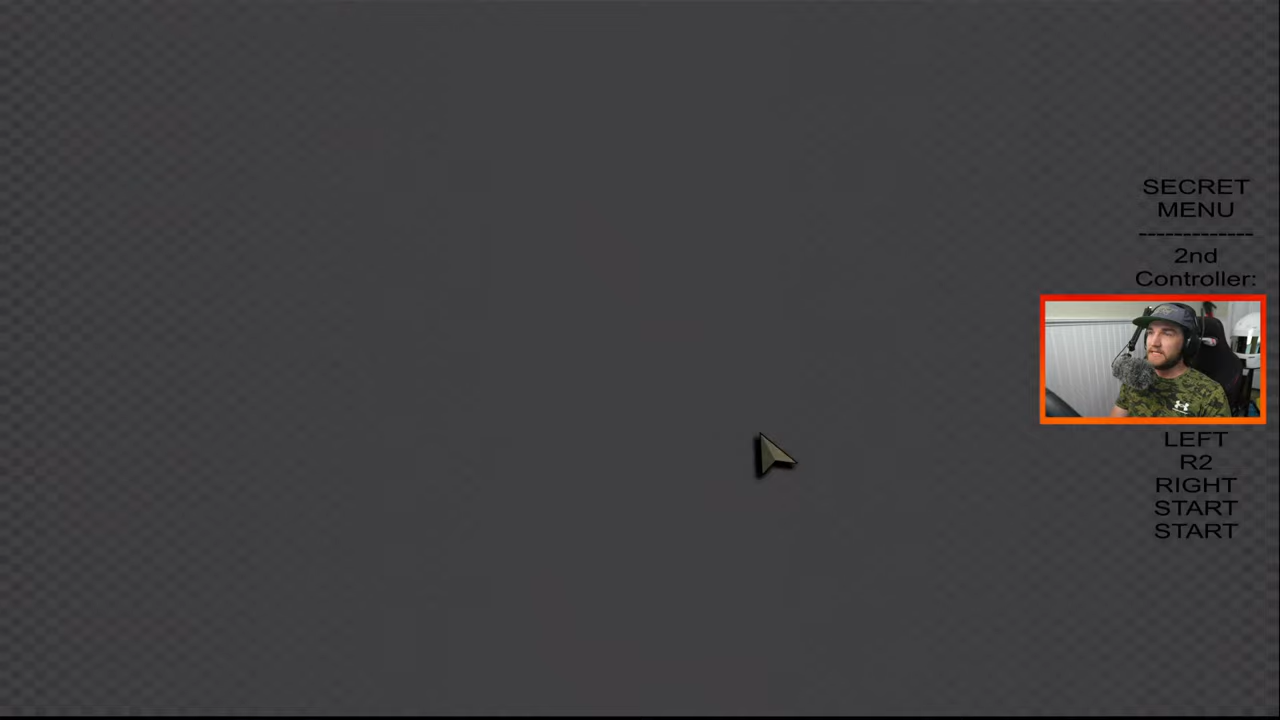 SECRET
MENU
-------------
2nd
Controller:
LEFT
R2
RIGHT
START
START